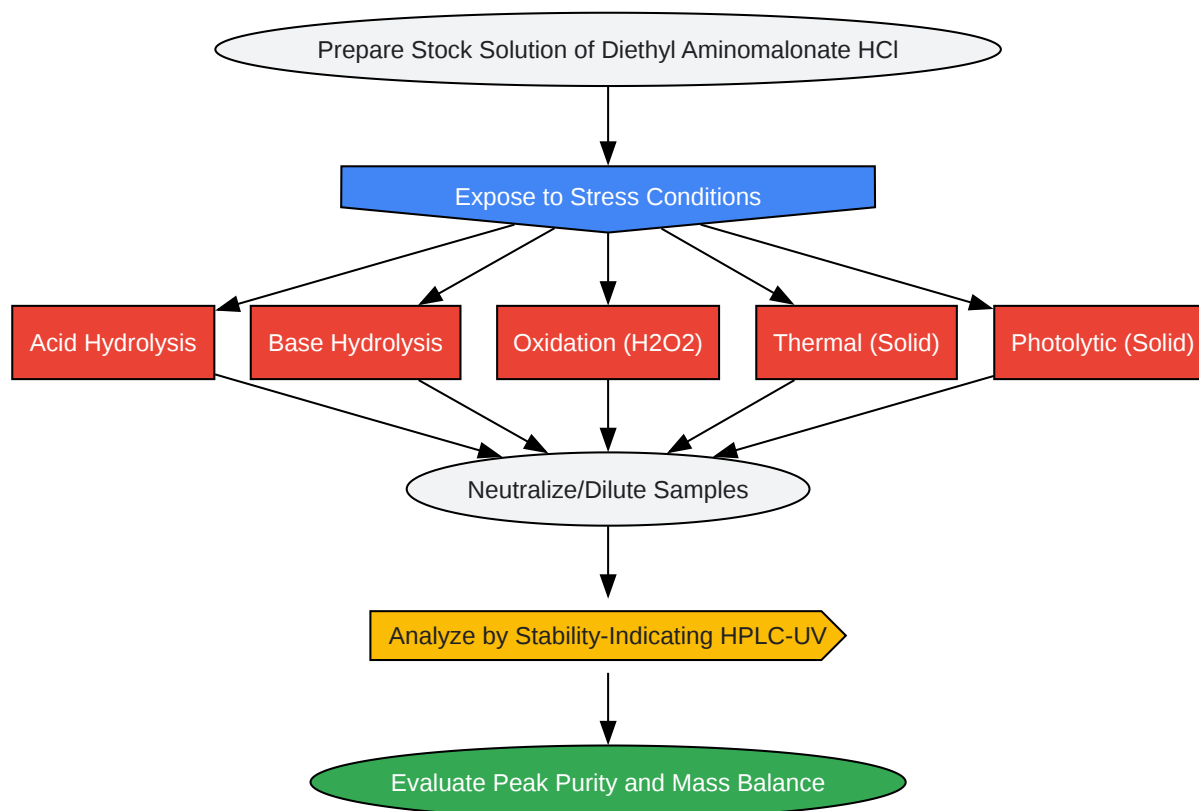 Prepare Stock Solution of Diethyl Aminomalonate HCl
Expose to Stress Conditions
Acid Hydrolysis
Base Hydrolysis
Oxidation (H2O2)
Thermal (Solid)
Photolytic (Solid)
Neutralize/Dilute Samples
Analyze by Stability-Indicating HPLC-UV
Evaluate Peak Purity and Mass Balance